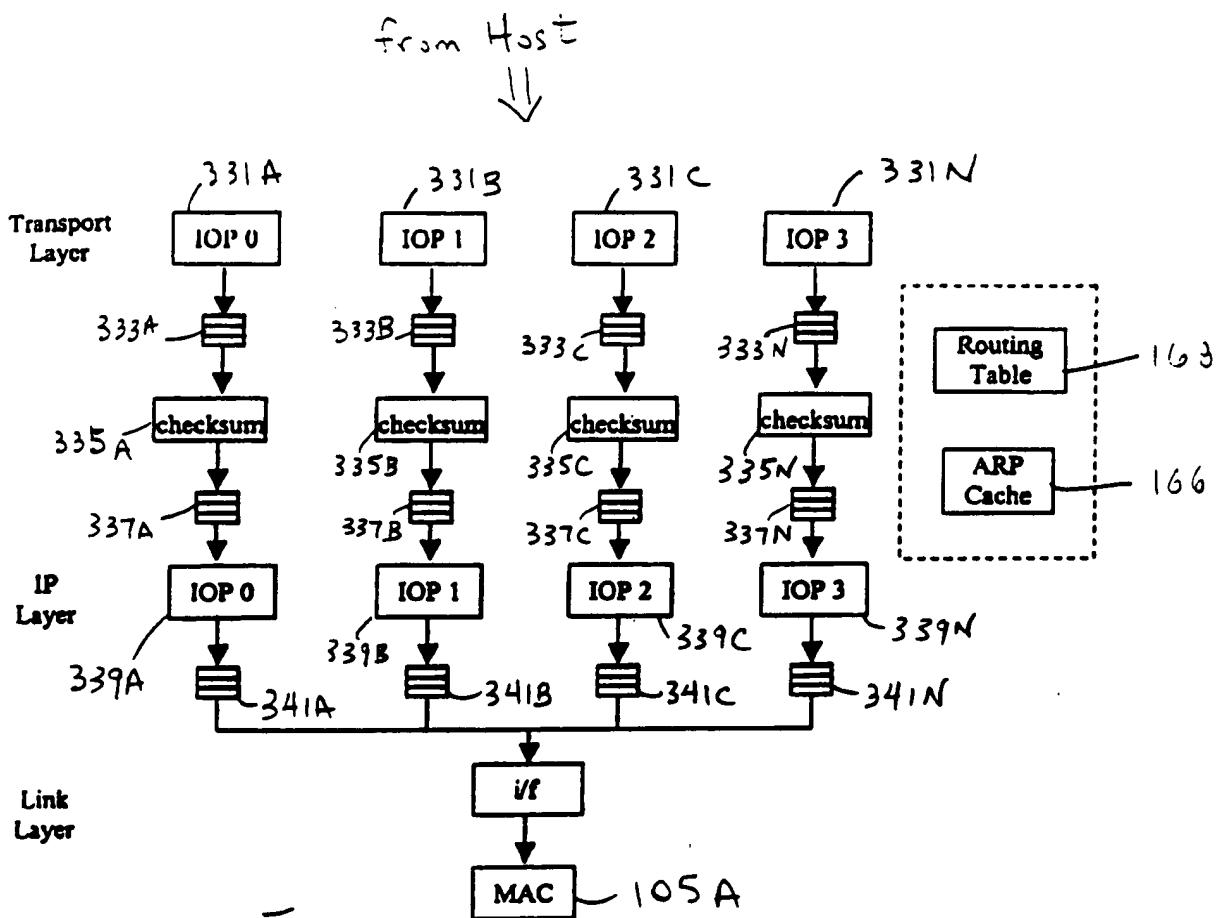 from Host
331A
331B
331C
331N
Transport
Layer
IOP 0
IOP 1
IOP 2
IOP 3
333A
333B
333C
333N
Routing
Table
163
checksum
checksum
checksum
checksum
335A
335B
335C
335N
ARP
Cache
166
337A
337B
337C
337N
IP
Layer
IOP 0
IOP 1
IOP 2
IOP 3
339A
339B
339C
339N
341A
341B
341C
341N
i/f
Link
Layer
MAC
105A